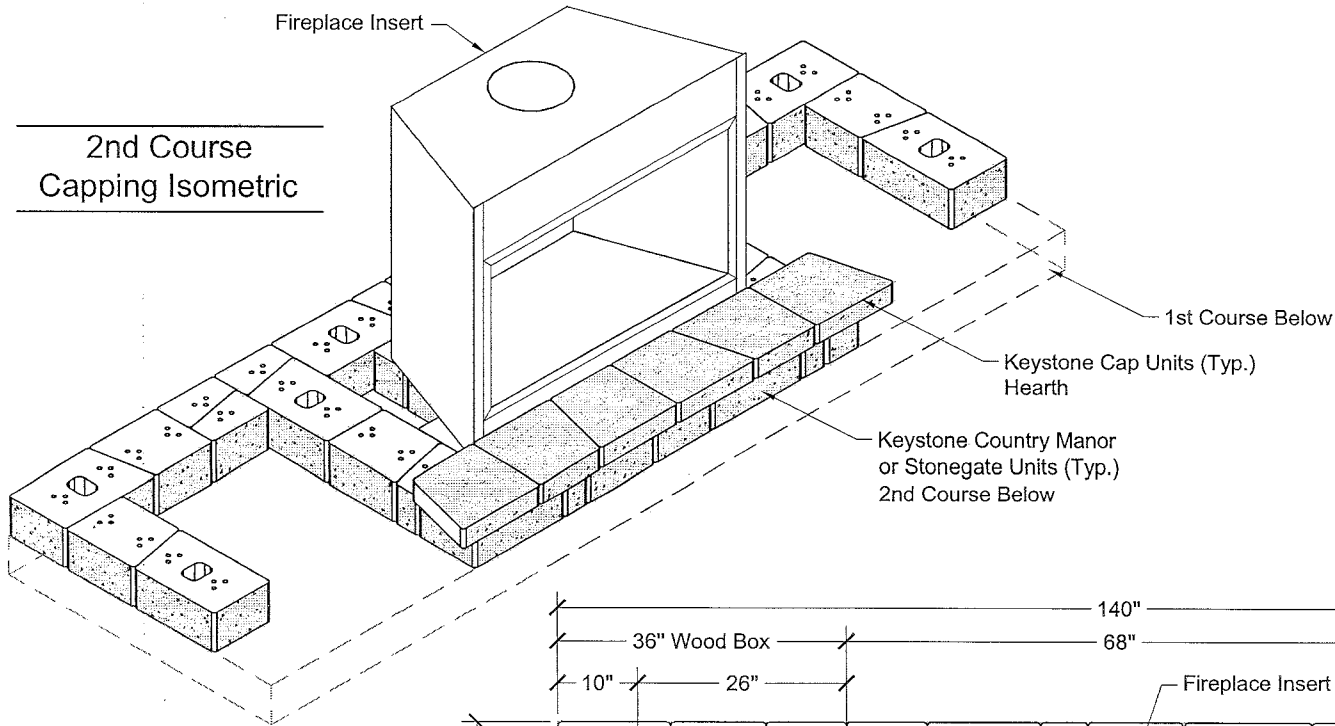 Fireplace Insert
2nd Course
Capping Isometric
1st Course Below
Keystone Cap Units (Typ.)
Hearth
Keystone Country Manor
or Stonegate Units (Typ.)
2nd Course Below
140"
36" Wood Box
68"
10"
26"
Fireplace Insert